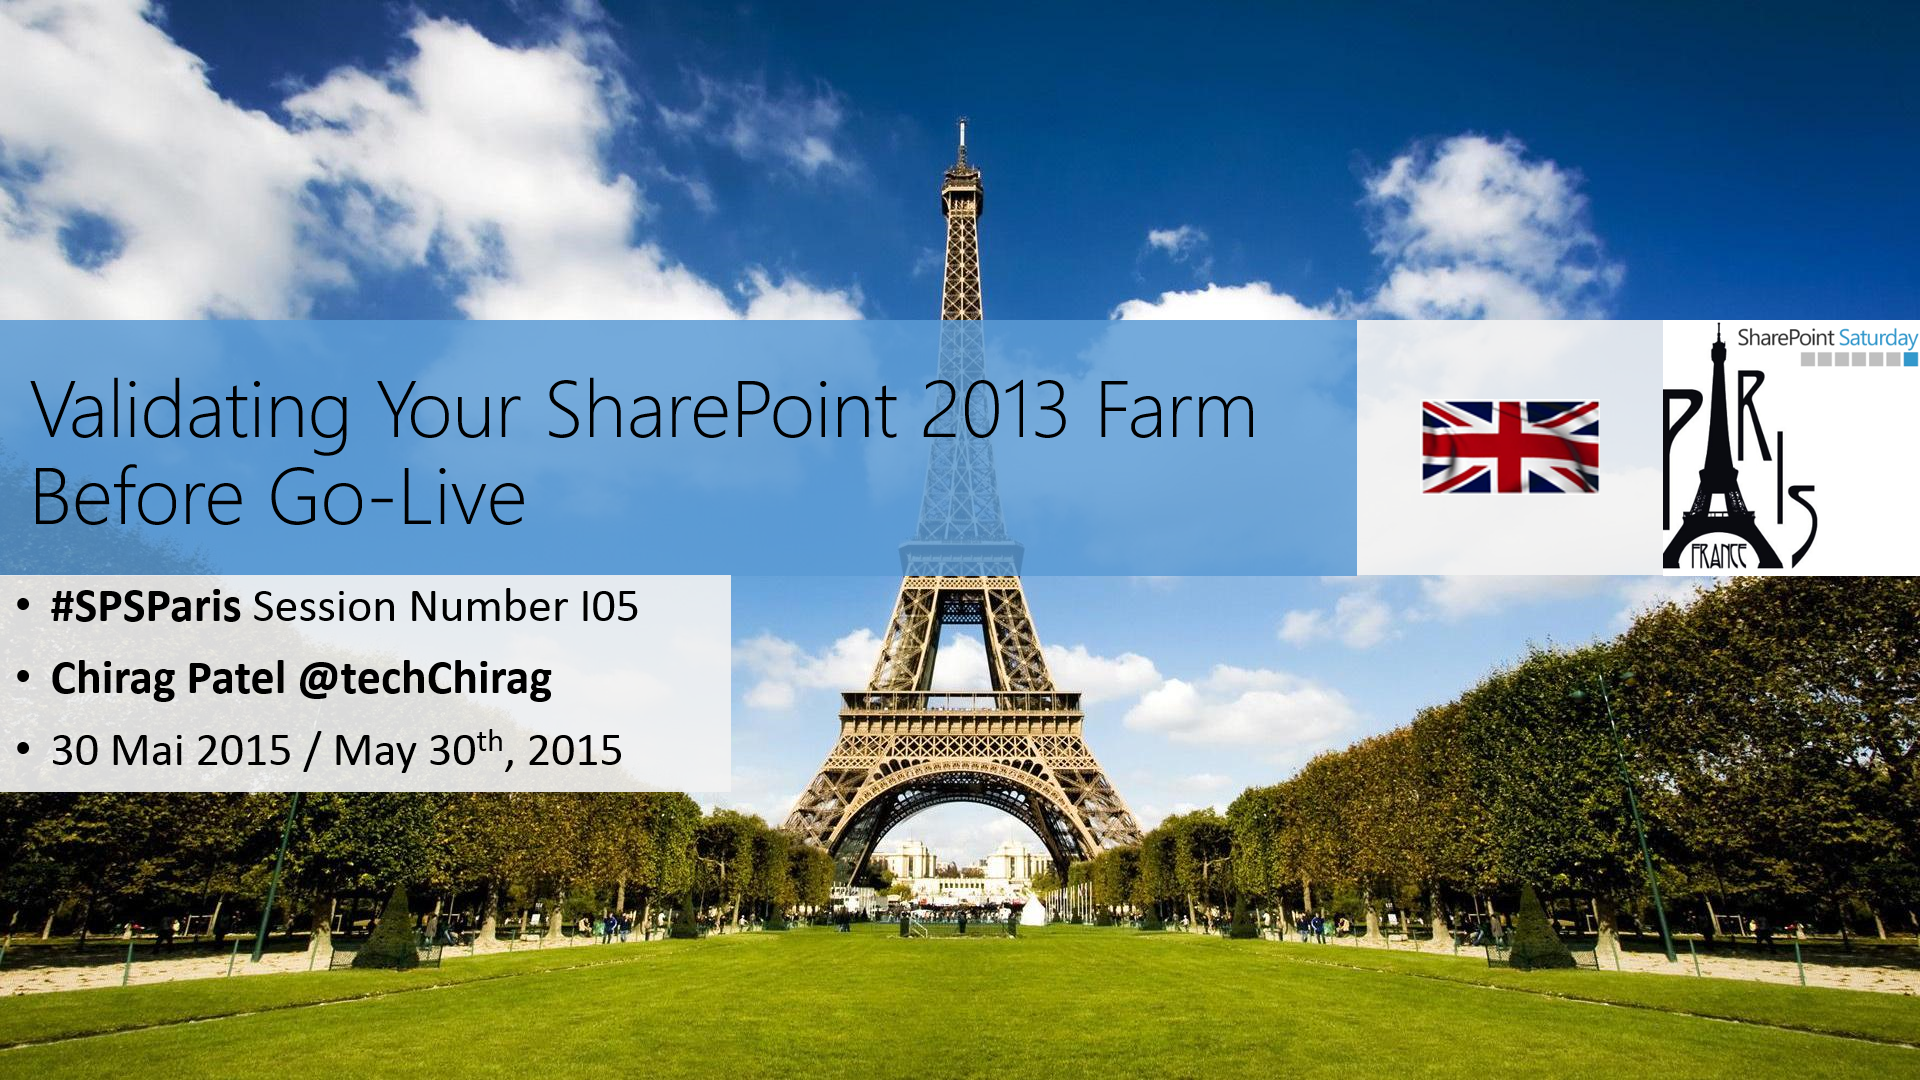 Validating Your SharePoint 2013 Farm
Before Go-Live
SharePoint Saturday
PARIS
FRANCE
• #SPSParis Session Number I05
• Chirag Patel @techChirag
• 30 Mai 2015 / May 30th, 2015